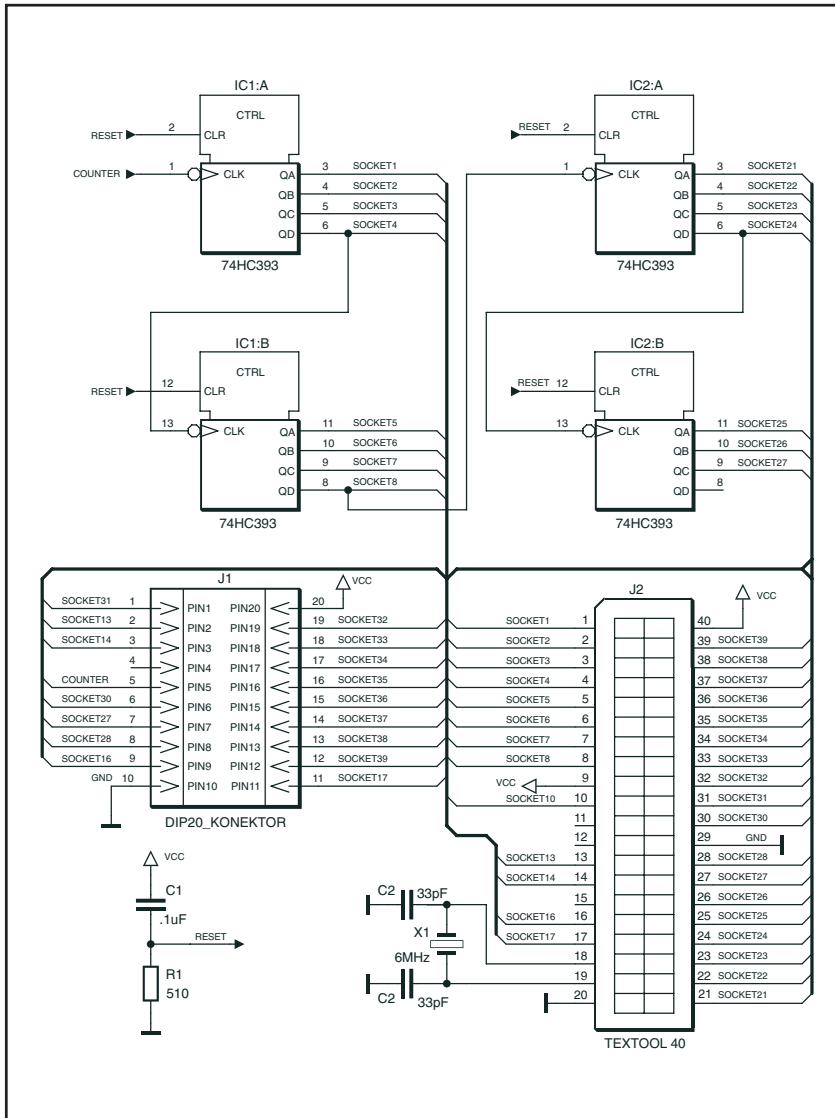 IC1:A
CTRL
RESET 2 CLR
COUNTER 1 CLK
QA 3 SOCKET1
QB 4 SOCKET2
QC 5 SOCKET3
QD 6 SOCKET4
74HC393
IC2:A
CTRL
RESET 2 CLR
1 CLK
QA 3 SOCKET21
QB 4 SOCKET22
QC 5 SOCKET23
QD 6 SOCKET24
74HC393
IC1:B
CTRL
RESET 12 CLR
13 CLK
QA 11 SOCKET5
QB 10 SOCKET6
QC 9 SOCKET7
QD 8 SOCKET8
74HC393
IC2:B
CTRL
RESET 12 CLR
13 CLK
QA 11 SOCKET25
QB 10 SOCKET26
QC 9 SOCKET27
QD 8
74HC393
J1
VCC
SOCKET31 1 PIN1 PIN20 20
SOCKET13 2 PIN2 PIN19 19 SOCKET32
SOCKET14 3 PIN3 PIN18 18 SOCKET33
4 PIN4 PIN17 17 SOCKET34
COUNTER 5 PIN5 PIN16 16 SOCKET35
SOCKET30 6 PIN6 PIN15 15 SOCKET36
SOCKET27 7 PIN7 PIN14 14 SOCKET37
SOCKET28 8 PIN8 PIN13 13 SOCKET38
SOCKET16 9 PIN9 PIN12 12 SOCKET39
GND 10 PIN10 PIN11 11 SOCKET17
DIP20_KONEKTOR
J2
VCC
SOCKET1 1 40
SOCKET2 2 39 SOCKET39
SOCKET3 3 38 SOCKET38
SOCKET4 4 37 SOCKET37
SOCKET5 5 36 SOCKET36
SOCKET6 6 35 SOCKET35
SOCKET7 7 34 SOCKET34
SOCKET8 8 33 SOCKET33
VCC 9 32 SOCKET32
SOCKET10 10 31 SOCKET31
11 30 SOCKET30
12 29 GND
SOCKET13 13 28 SOCKET28
SOCKET14 14 27 SOCKET27
15 26 SOCKET26
SOCKET16 16 25 SOCKET25
SOCKET17 17 24 SOCKET24
18 23 SOCKET23
19 22 SOCKET22
20 21 SOCKET21
TEXTOOL 40
VCC
C1
.1uF
RESET
R1
510
C2 33pF
X1
6MHz
C2 33pF